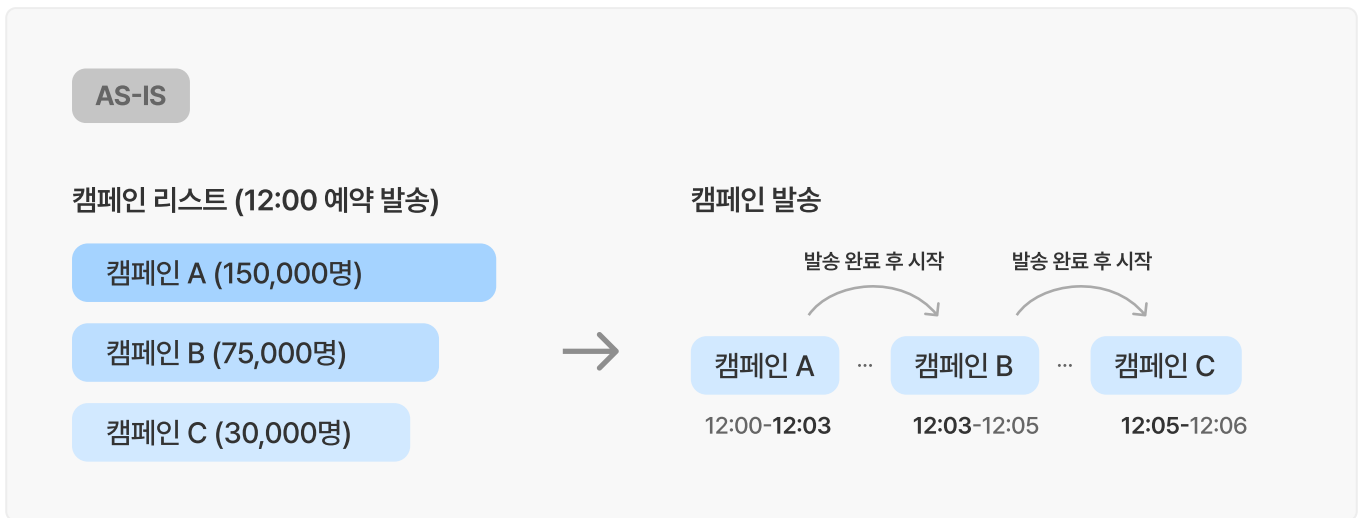 AS-IS
캠페인 리스트 (12:00 예약 발송)
캠페인 A (150,000명)
캠페인 B (75,000명)
캠페인 C (30,000명)
캠페인 발송
발송 완료 후 시작
발송 완료 후 시작
캠페인 A ... 캠페인 B ... 캠페인 C
12:00-12:03 12:03-12:05 12:05-12:06